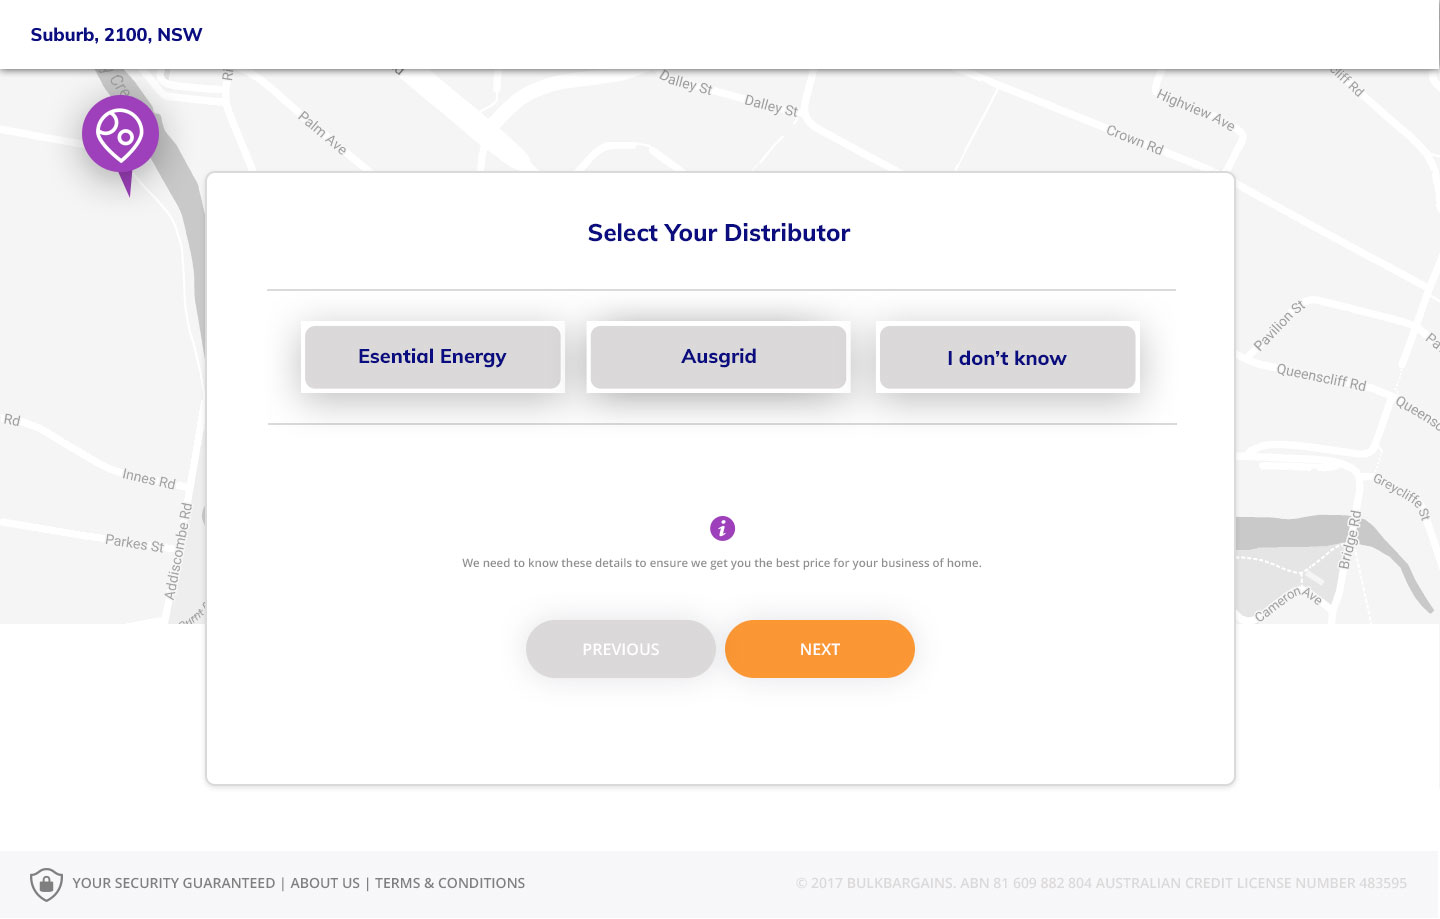 Suburb, 2100, NSW
Dalley St
Dalley St
Highview Ave
Crown Rd
Palm Ave
Select Your Distributor
Esential Energy
Ausgrid
I don't know
Pavilion St
Queenscliff Rd
Rd
Innes Rd
Parkes St
Addiscombe Rd
Greycliffe St
Bridge Rd
Cameron Ave
i
We need to know these details to ensure we get you the best price for your business of home.
PREVIOUS
NEXT
YOUR SECURITY GUARANTEED | ABOUT US | TERMS & CONDITIONS
© 2017 BULKBARGAINS. ABN 81 609 882 804 AUSTRALIAN CREDIT LICENSE NUMBER 483595